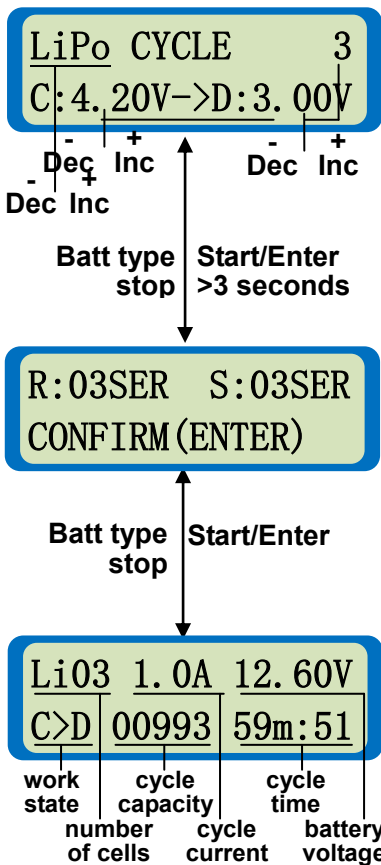 LiPo CYCLE 3
C:4.20V->D:3.00V
- + - +
Dec Inc Dec Inc
- +
Dec Inc
Batt type Start/Enter
stop >3 seconds
R:03SER S:03SER
CONFIRM(ENTER)
Batt type Start/Enter
stop
Li03 1.0A 12.60V
C>D 00993 59m:51
work cycle cycle
state capacity time
number cycle battery
of cells current voltage